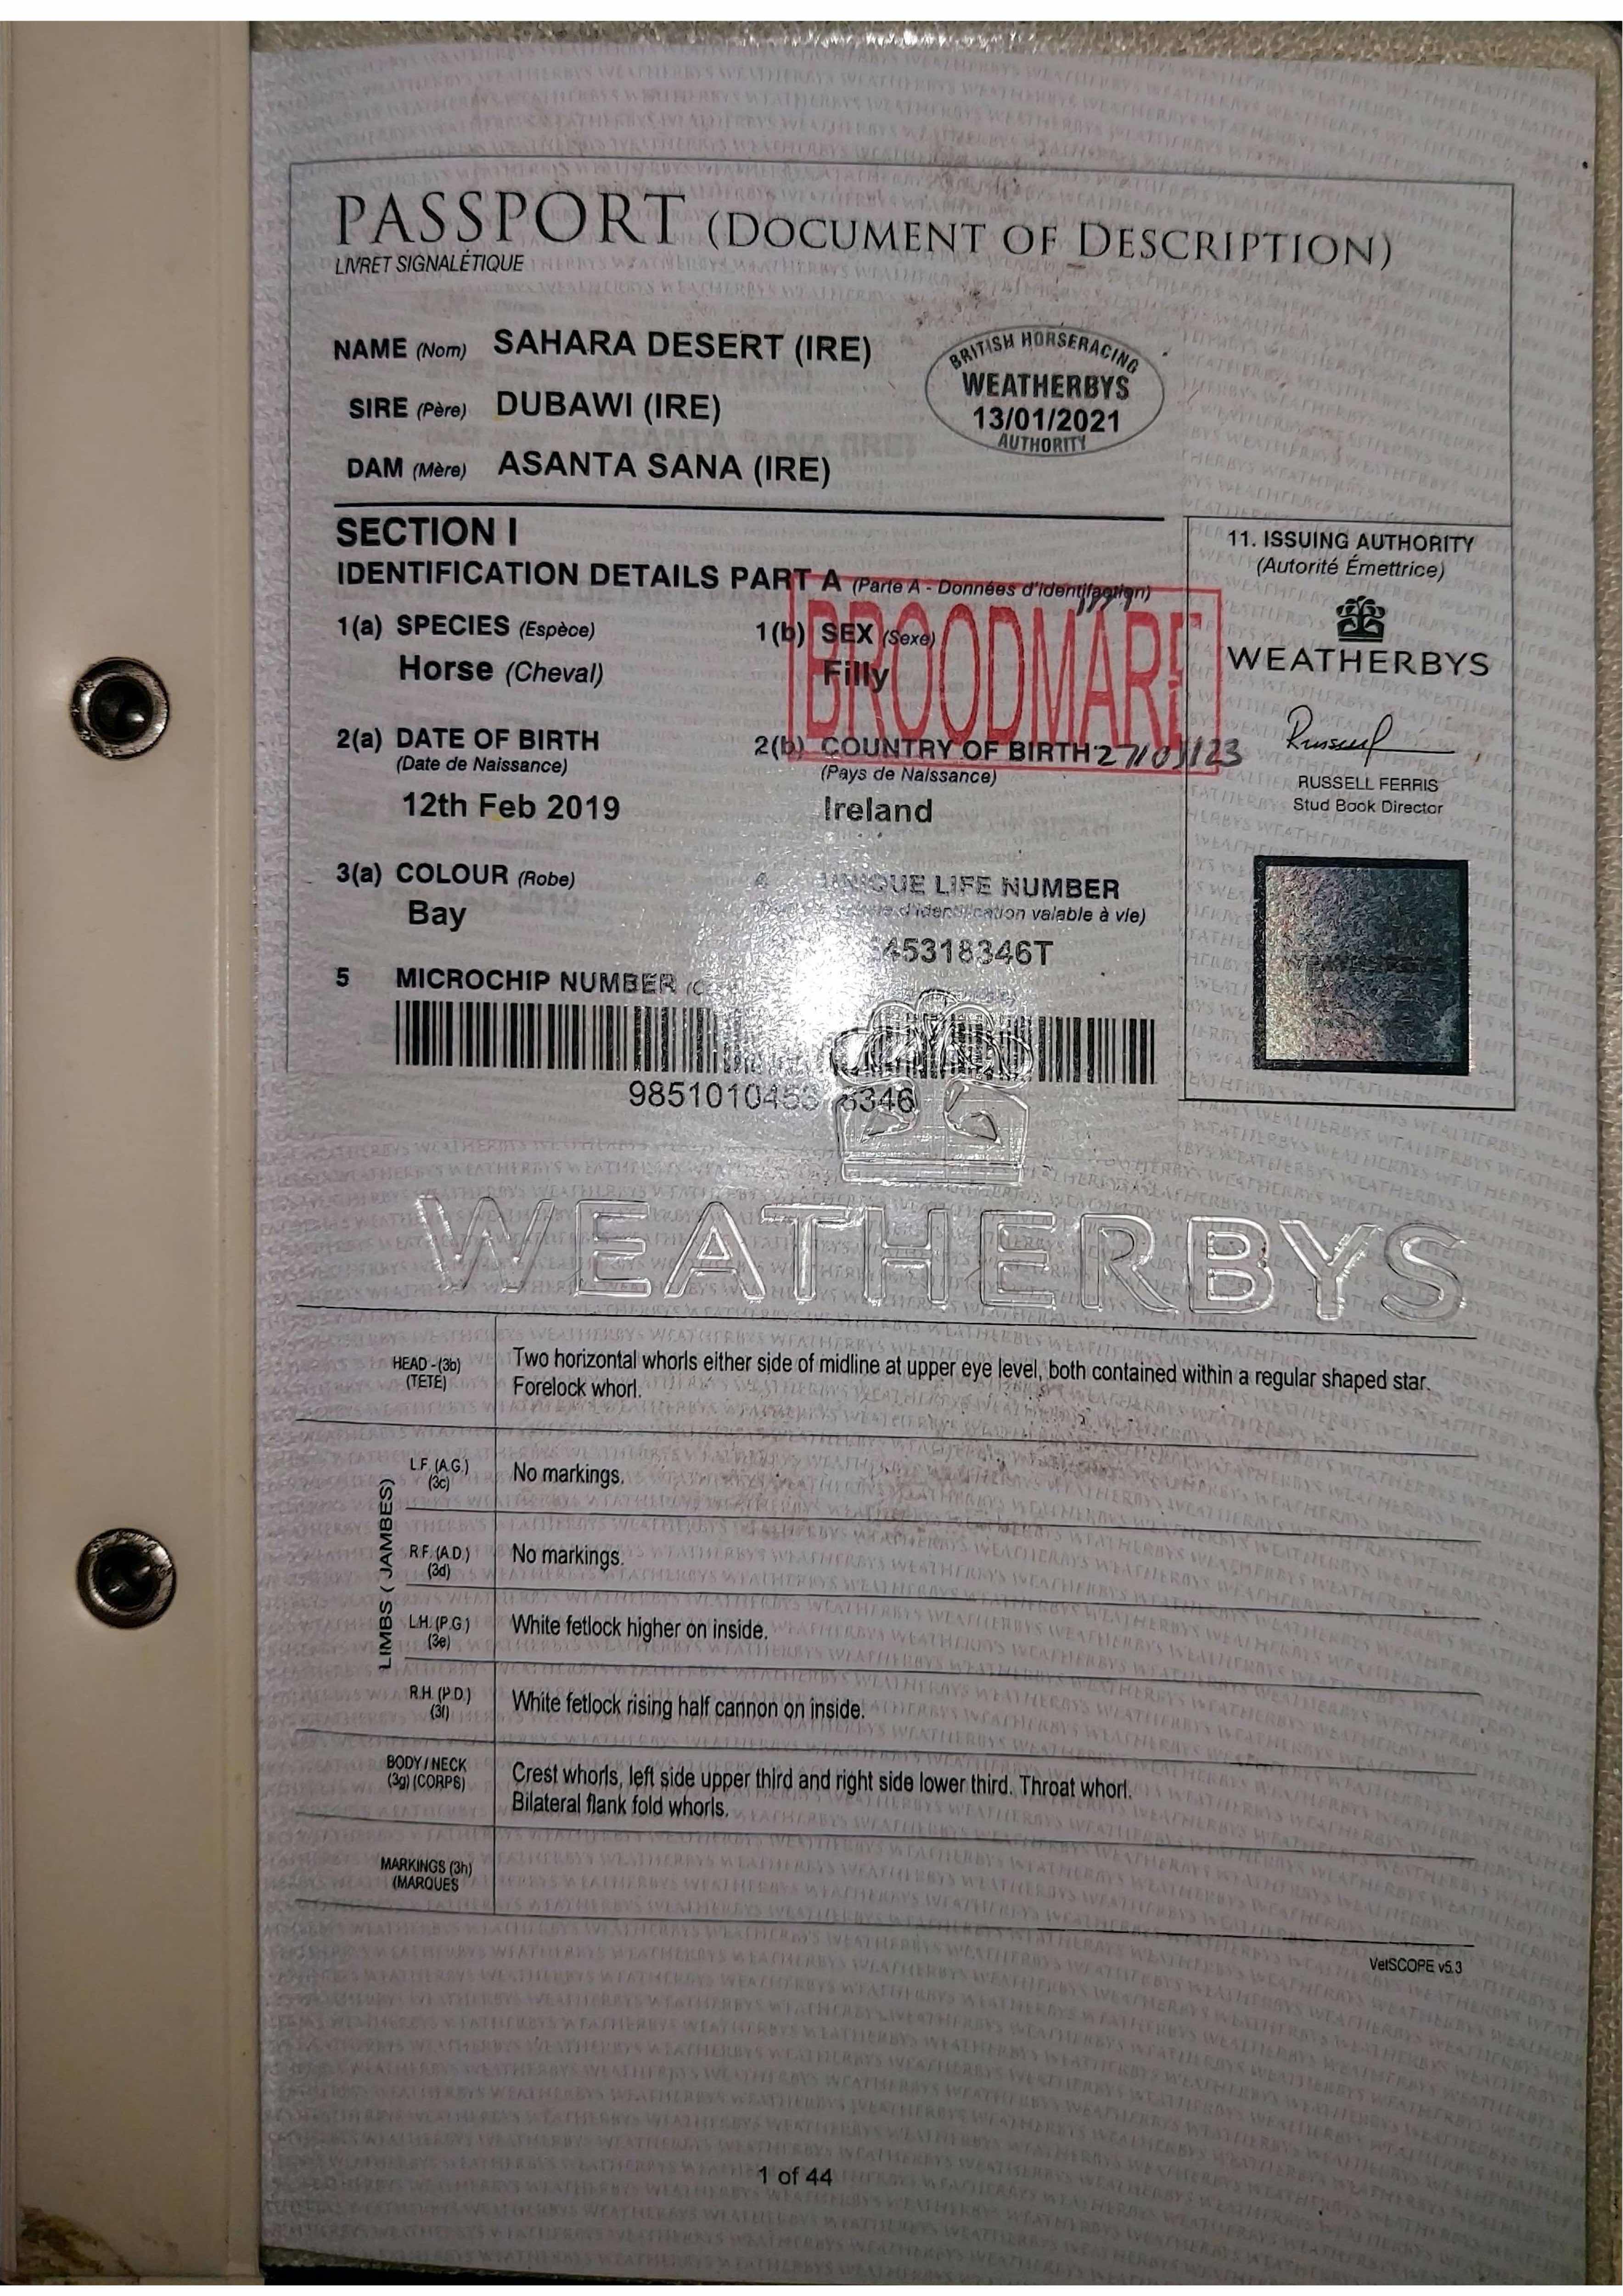 PASSPORT (DOCUMENT OF DESCRIPTION)
LIVRET SIGNALÉTIQUE
NAME (Nom) SAHARA DESERT (IRE)
SIRE (Père) DUBAWI (IRE)
DAM (Mère) ASANTA SANA (IRE)
BRITISH HORSERACING
WEATHERBYS
13/01/2021
AUTHORITY
SECTION I
IDENTIFICATION DETAILS PART A (Parte A - Données d'identifaction)
1(a) SPECIES (Espèce)
Horse (Cheval)
1(b) SEX (Sexe)
Filly
BROODMARE
2(a) DATE OF BIRTH
(Date de Naissance)
12th Feb 2019
2(b) COUNTRY OF BIRTH
(Pays de Naissance)
Ireland
3(a) COLOUR (Robe)
Bay
4 UNIQUE LIFE NUMBER
d'identification valable à vie)
45318346T
5 MICROCHIP NUMBER
11. ISSUING AUTHORITY
(Autorité Émettrice)
WEATHERBYS
RUSSELL FERRIS
Stud Book Director
WEATHERBYS
HEAD - (3b)
(TETE)
Two horizontal whorls either side of midline at upper eye level, both contained within a regular shaped star.
Forelock whorl.
LIMBS ( JAMBES)
L.F. (A.G.)
(3c)
No markings.
R.F. (A.D.)
(3d)
No markings.
L.H. (P.G.)
(3e)
White fetlock higher on inside.
R.H. (P.D.)
(3f)
White fetlock rising half cannon on inside.
BODY / NECK
(3g) (CORPS)
Crest whorls, left side upper third and right side lower third. Throat whorl.
Bilateral flank fold whorls.
MARKINGS (3h)
(MARQUES
VetSCOPE v5.3
1 of 44